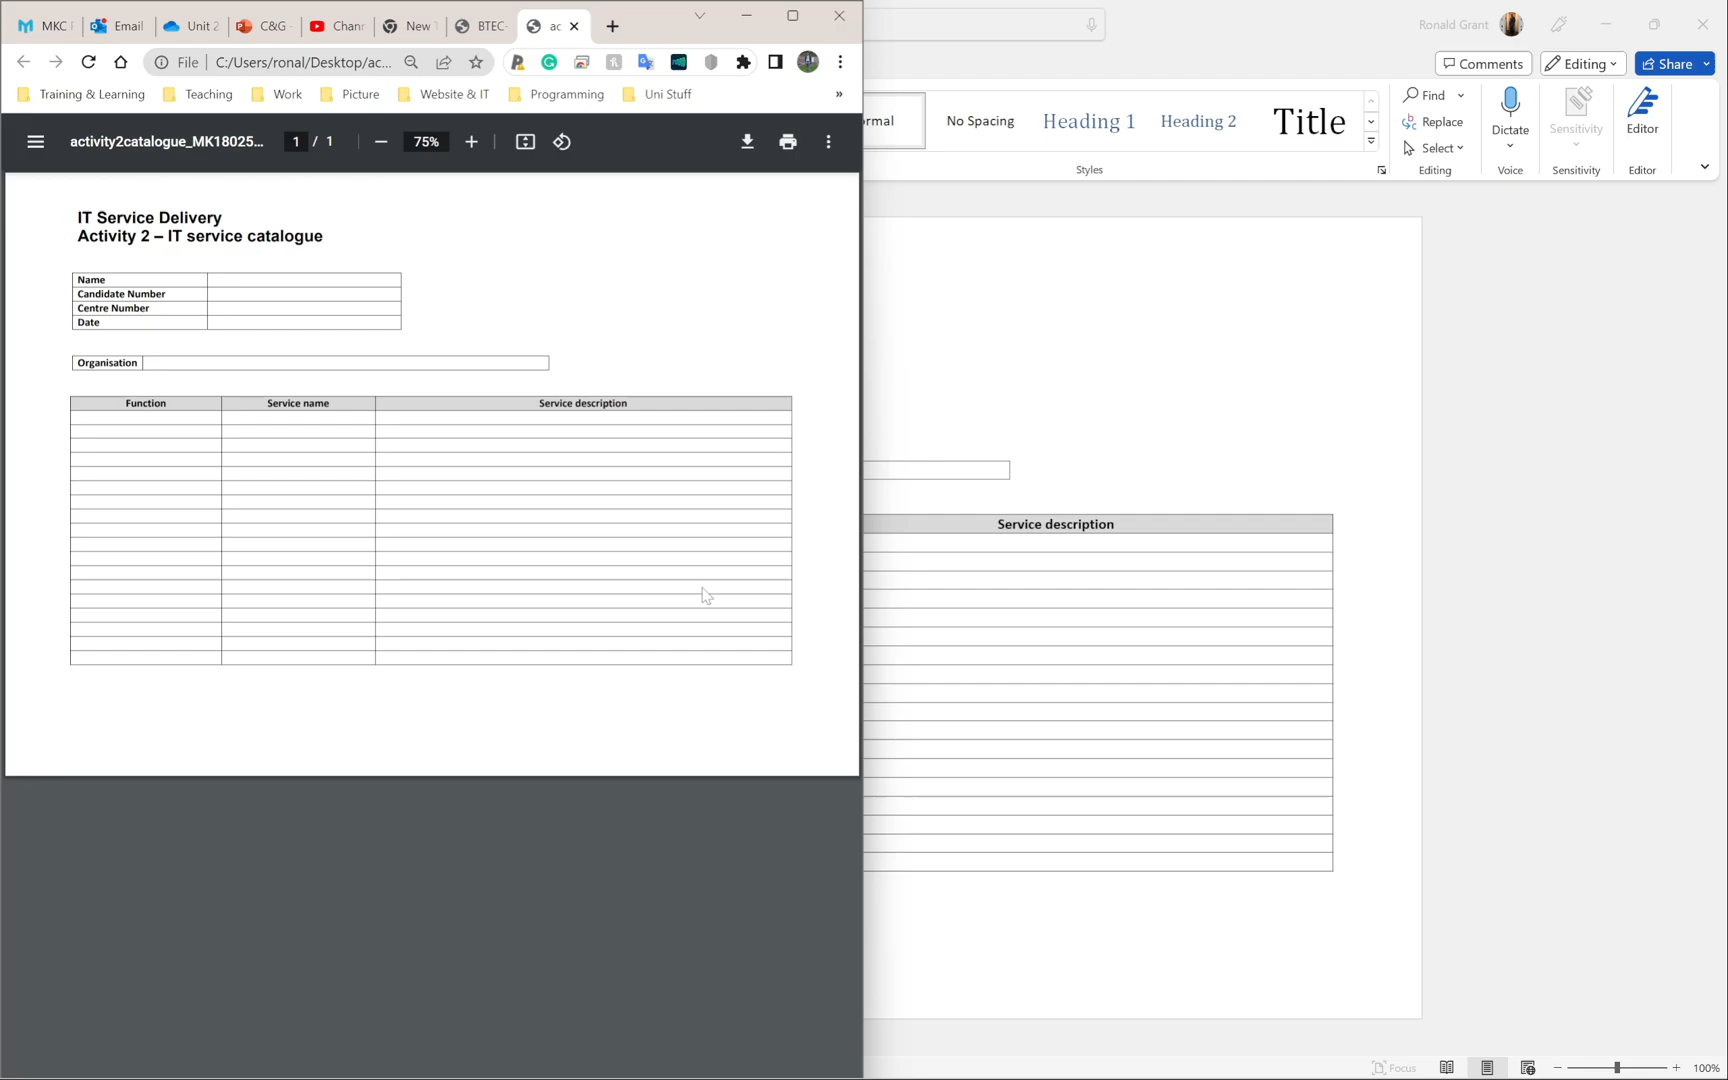 MKC
Email
Unit 2
C&G
Chan
New
BTEC-
ac
Ronald Grant
File
C:/Users/ronal/Desktop/ac...
Comments
Editing
Share
Training & Learning
Teaching
Work
Picture
Website & IT
Programming
Uni Stuff
»
rmal
No Spacing
Heading 1
Heading 2
Title
Find
Replace
Select
Dictate
Sensitivity
Editor
Styles
Editing
Voice
Sensitivity
Editor
activity2catalogue_MK18025...
1 / 1
75%
IT Service Delivery
Activity 2 – IT service catalogue
Name
Candidate Number
Centre Number
Date
Organisation
Function Service name Service description
Service description
Focus
100%